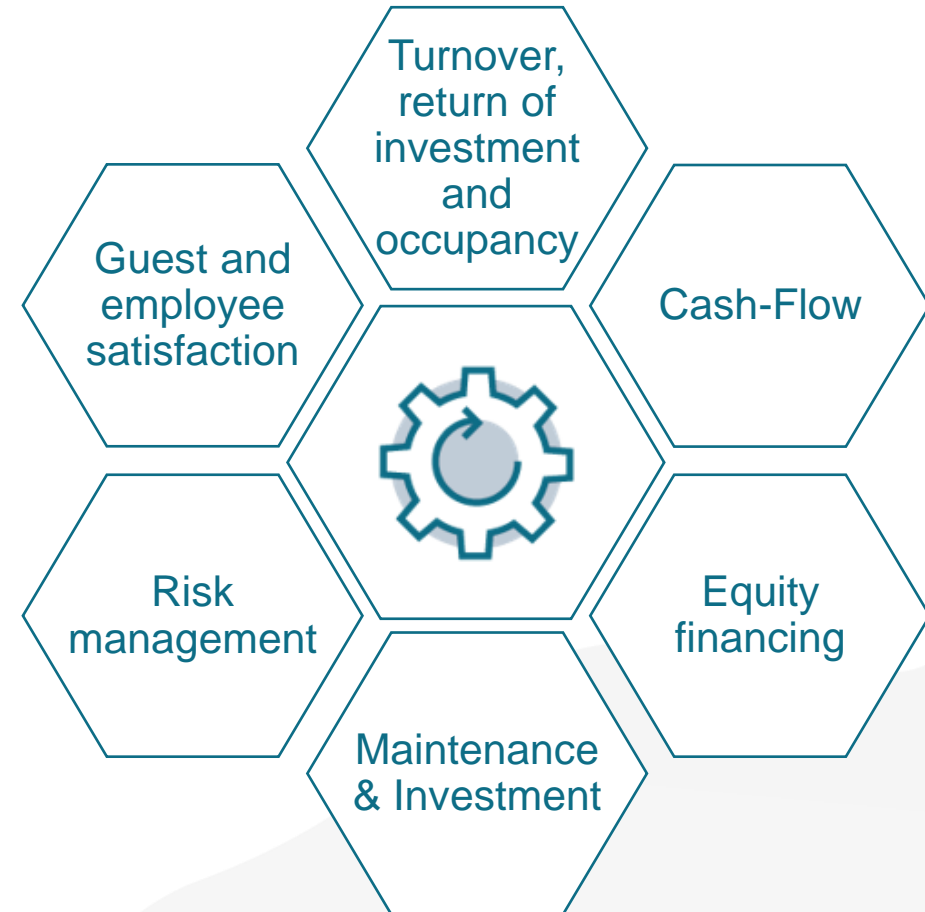 Turnover,
return of
investment
and
occupancy
Guest and
employee
satisfaction
Cash-Flow
Risk
management
Equity
financing
Maintenance
& Investment